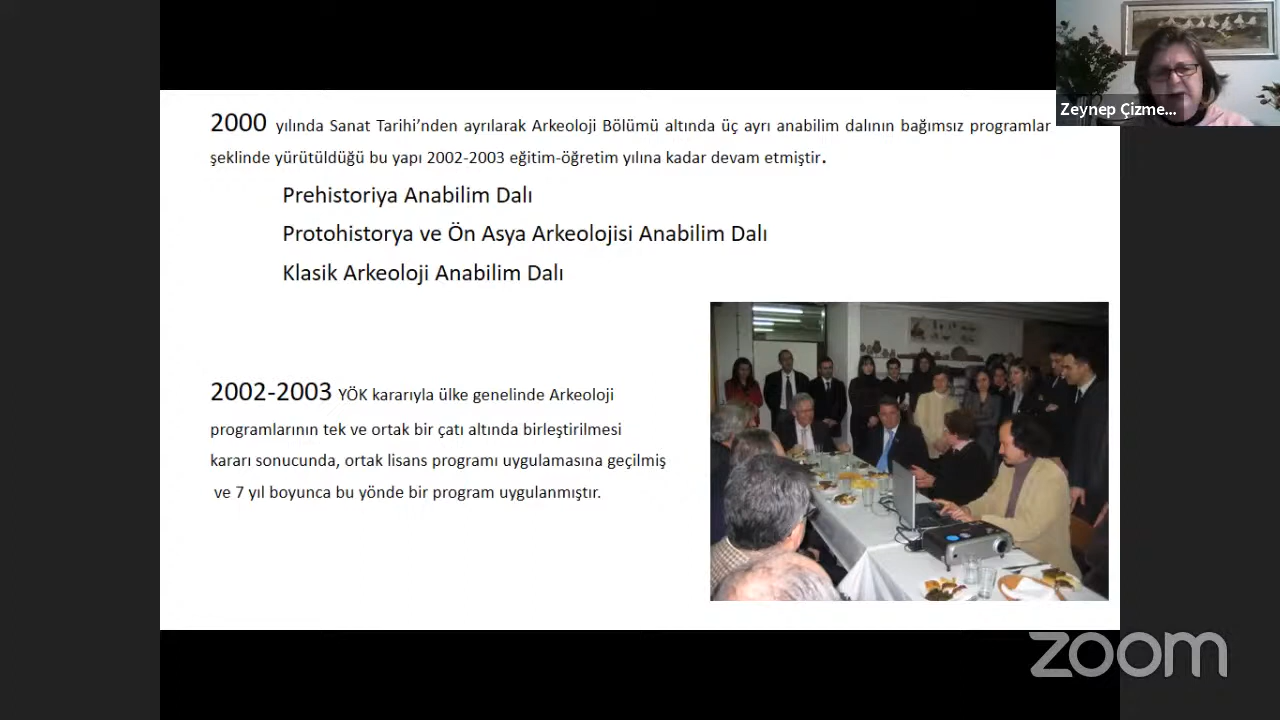 2000 yılında Sanat Tarihi'nden ayrılarak Arkeoloji Bölümü altında üç ayrı anabilim dalının bağımsız programlar
şeklinde yürütüldüğü bu yapı 2002-2003 eğitim-öğretim yılına kadar devam etmiştir.
Prehistoriya Anabilim Dalı
Protohistorya ve Ön Asya Arkeolojisi Anabilim Dalı
Klasik Arkeoloji Anabilim Dalı
2002-2003 YÖK kararıyla ülke genelinde Arkeoloji
programlarının tek ve ortak bir çatı altında birleştirilmesi
kararı sonucunda, ortak lisans programı uygulamasına geçilmiş
ve 7 yıl boyunca bu yönde bir program uygulanmıştır.
Zeynep Çizme...
zoom